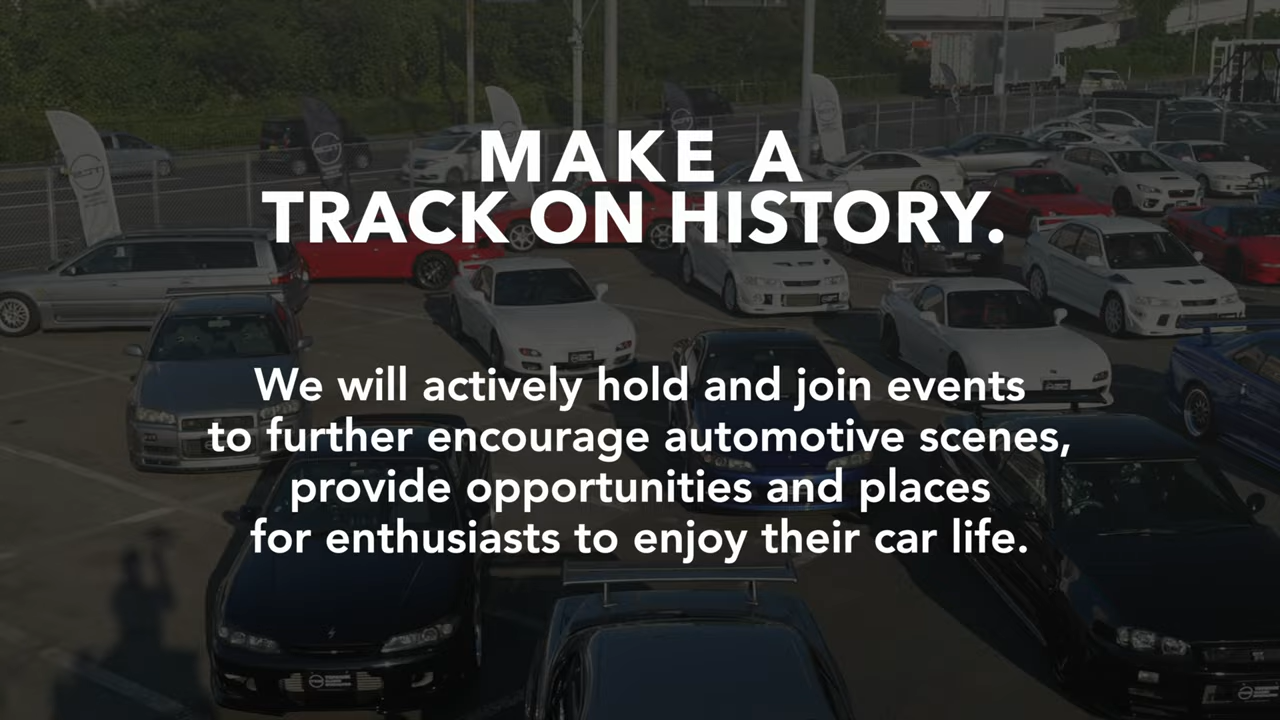 MAKE A
TRACK ON HISTORY.
We will actively hold and join events
to further encourage automotive scenes,
provide opportunities and places
for enthusiasts to enjoy their car life.